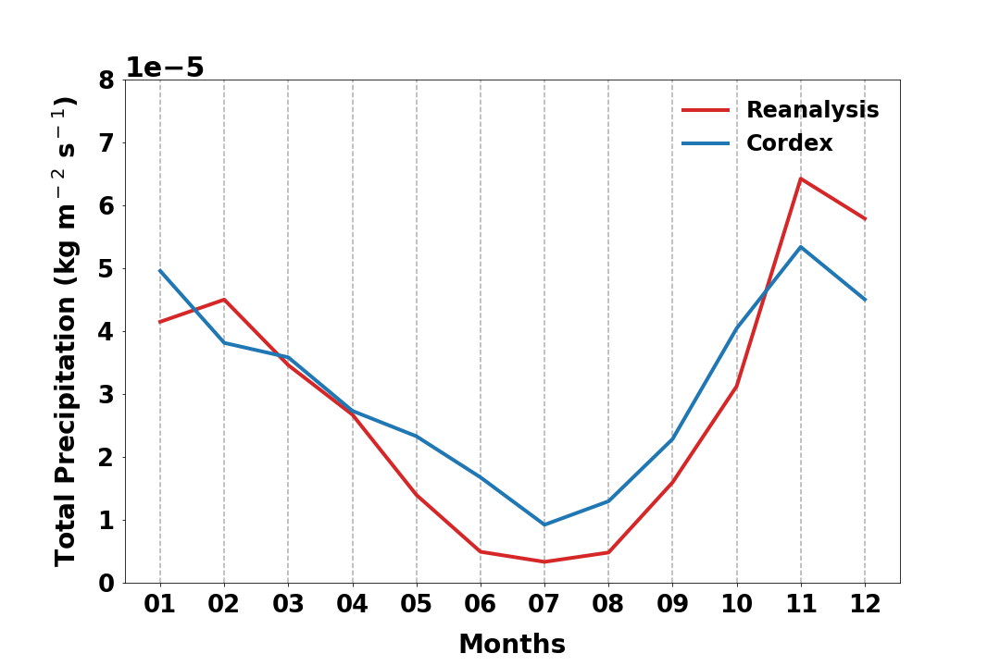 1e−5
8
7
6
5
4
3
2
1
0
Total Precipitation (kg m⁻² s⁻¹)
Reanalysis
Cordex
01 02 03 04 05 06 07 08 09 10 11 12
Months